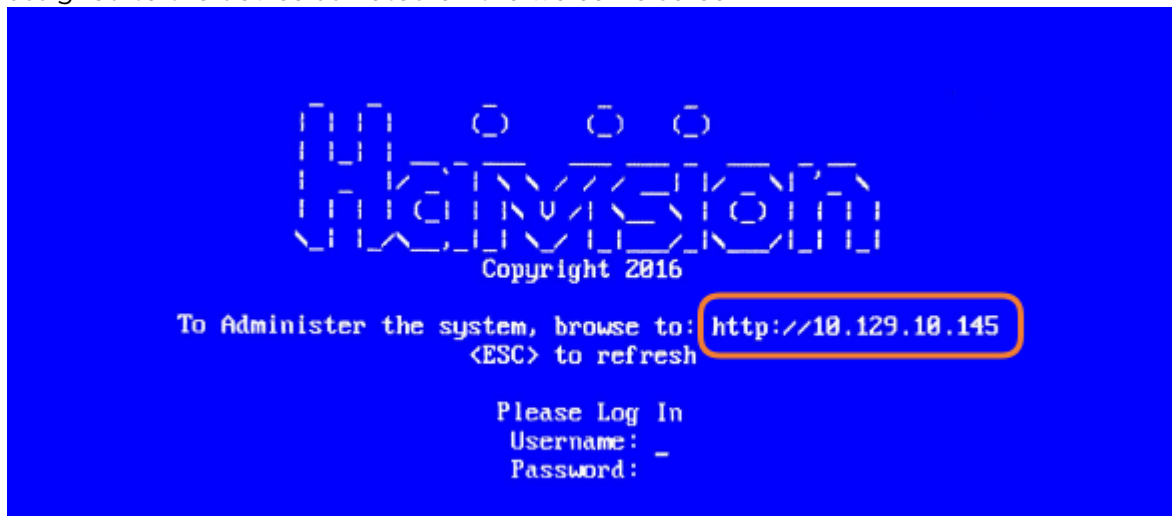 Haivision
Copyright 2016
To Administer the system, browse to: http://10.129.10.145
<ESC> to refresh
Please Log In
Username: _
Password: